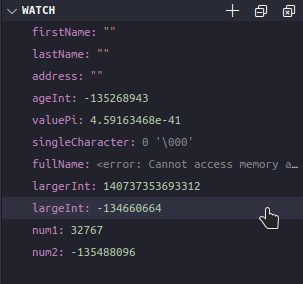 WATCH
firstName: ""
lastName: ""
address: ""
ageInt: -135268943
valuePi: 4.59163468e-41
singleCharacter: 0 '\000'
fullName: <error: Cannot access memory a…
largerInt: 140737353693312
largeInt: -134660664
num1: 32767
num2: -135488096